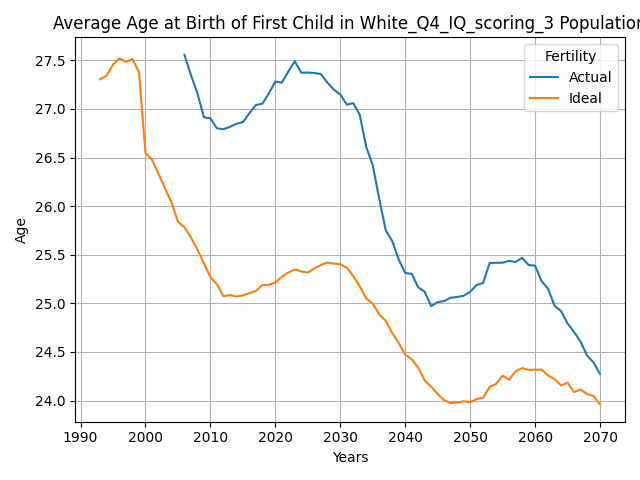 Average Age at Birth of First Child in White_Q4_IQ_scoring_3 Population
Fertility
Actual
Ideal
Age
27.5
27.0
26.5
26.0
25.5
25.0
24.5
24.0
1990 2000 2010 2020 2030 2040 2050 2060 2070
Years